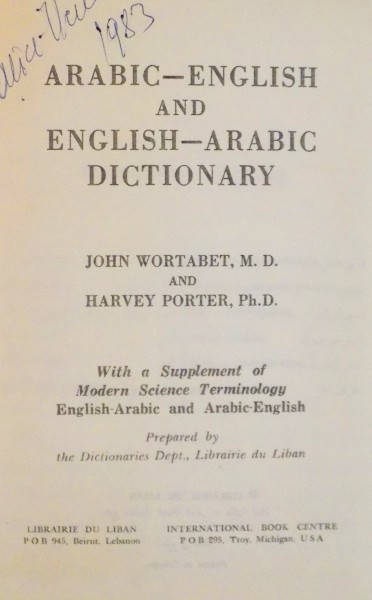 1983
ARABIC—ENGLISH
AND
ENGLISH—ARABIC
DICTIONARY
JOHN WORTABET, M. D.
AND
HARVEY PORTER, Ph.D.
With a Supplement of
Modern Science Terminology
English-Arabic and Arabic-English
Prepared by
the Dictionaries Dept., Librairie du Liban
LIBRAIRIE DU LIBAN
P O B 945, Beirut, Lebanon
INTERNATIONAL BOOK CENTRE
P O B 295, Troy, Michigan, U S A